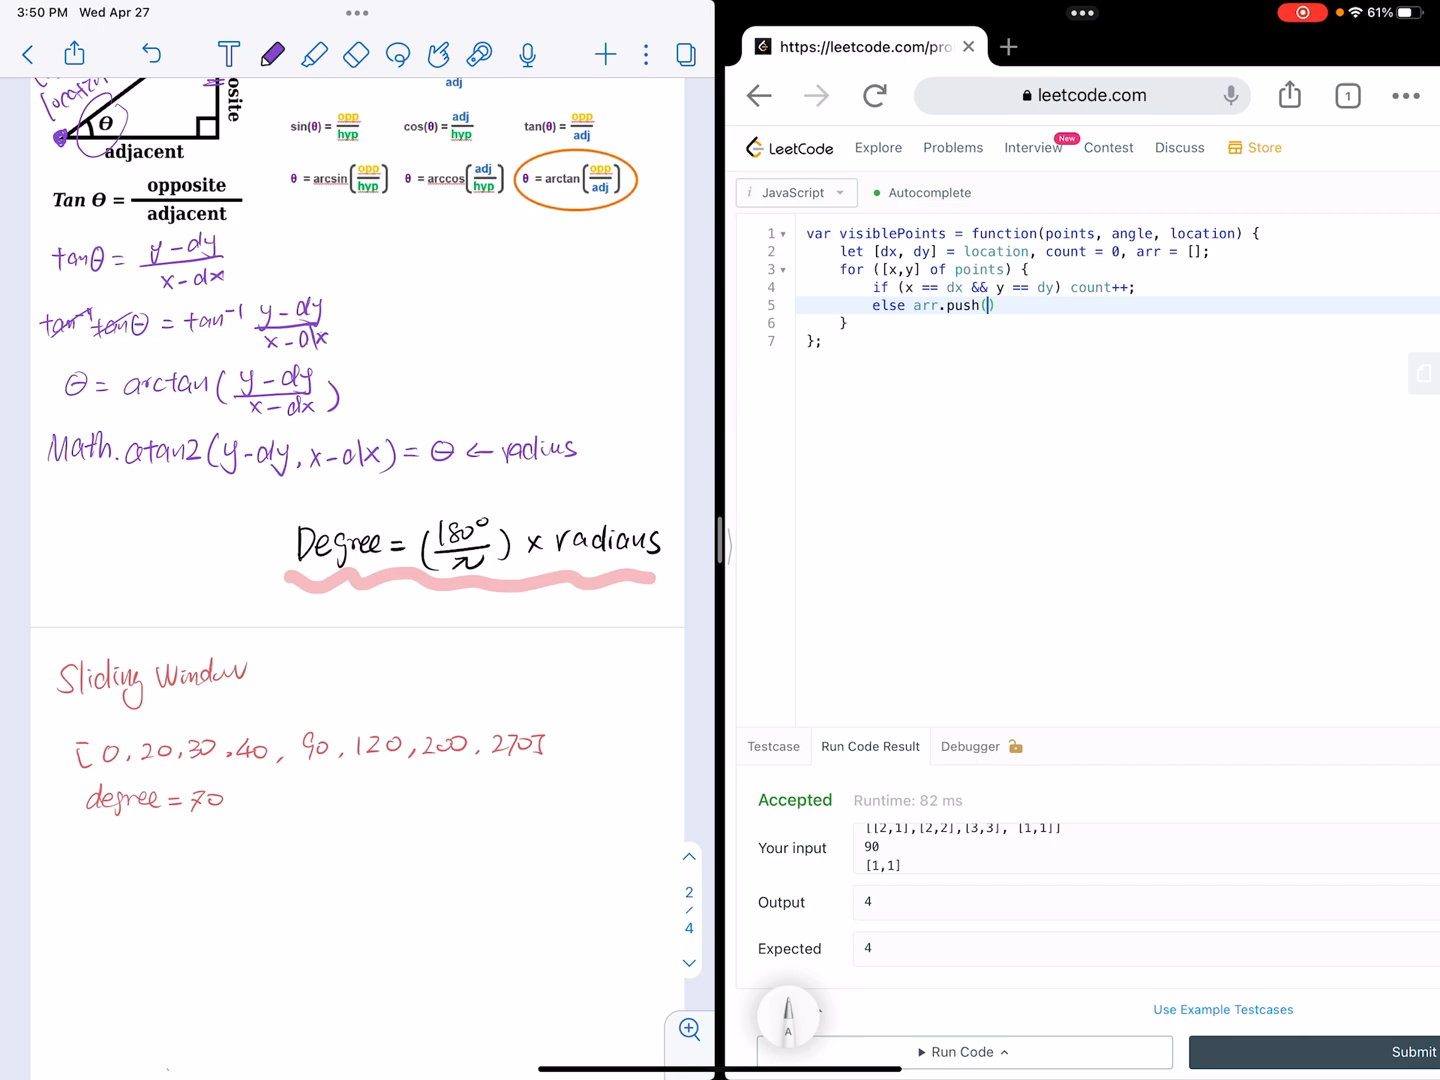 3:50 PM Wed Apr 27
61%
https://leetcode.com/pro
leetcode.com
1
LeetCode Explore Problems Interview New Contest Discuss Store
i JavaScript Autocomplete
[location
θ
adjacent
osite
Tan θ = opposite
adjacent
adj
sin(θ) = opp
hyp
cos(θ) = adj
hyp
tan(θ) = opp
adj
θ = arcsin(opp
hyp)
θ = arccos(adj
hyp)
θ = arctan(opp
adj)
tanθ = y-dy
x-dx
tan⁻¹ tanθ = tan⁻¹ y-dy
x-dx
θ = arctan(y-dy
x-dx)
Math.atan2(y-dy, x-dx) = θ ← radius
Degree = (180°
π) × radians
Sliding Window
[0, 20, 30, 40, 90, 120, 200, 270]
degree = 70
2
/
4
1 var visiblePoints = function(points, angle, location) {
2 let [dx, dy] = location, count = 0, arr = [];
3 for ([x,y] of points) {
4 if (x == dx && y == dy) count++;
5 else arr.push()
6 }
7 };
Testcase Run Code Result Debugger
Accepted Runtime: 82 ms
Your input
[[2,1],[2,2],[3,3], [1,1]]
90
[1,1]
Output 4
Expected 4
A
Use Example Testcases
Run Code
Submit